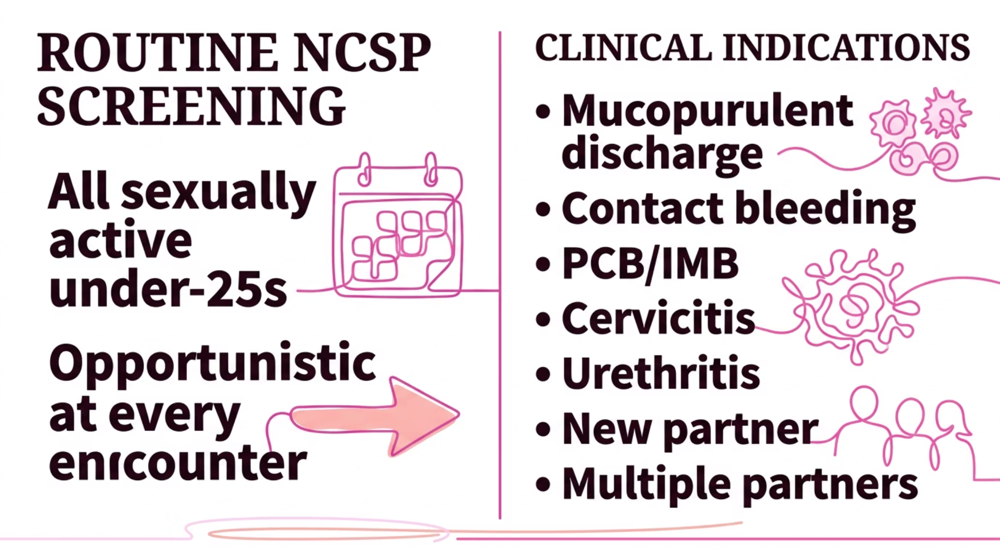 ROUTINE NCSP
SCREENING
All sexually
active
under-25s
Opportunistic
at every
enrcounter
CLINICAL INDICATIONS
• Mucopurulent
discharge
• Contact bleeding
• PCB/IMB
• Cervicitis
• Urethritis
• New partner
• Multiple partners